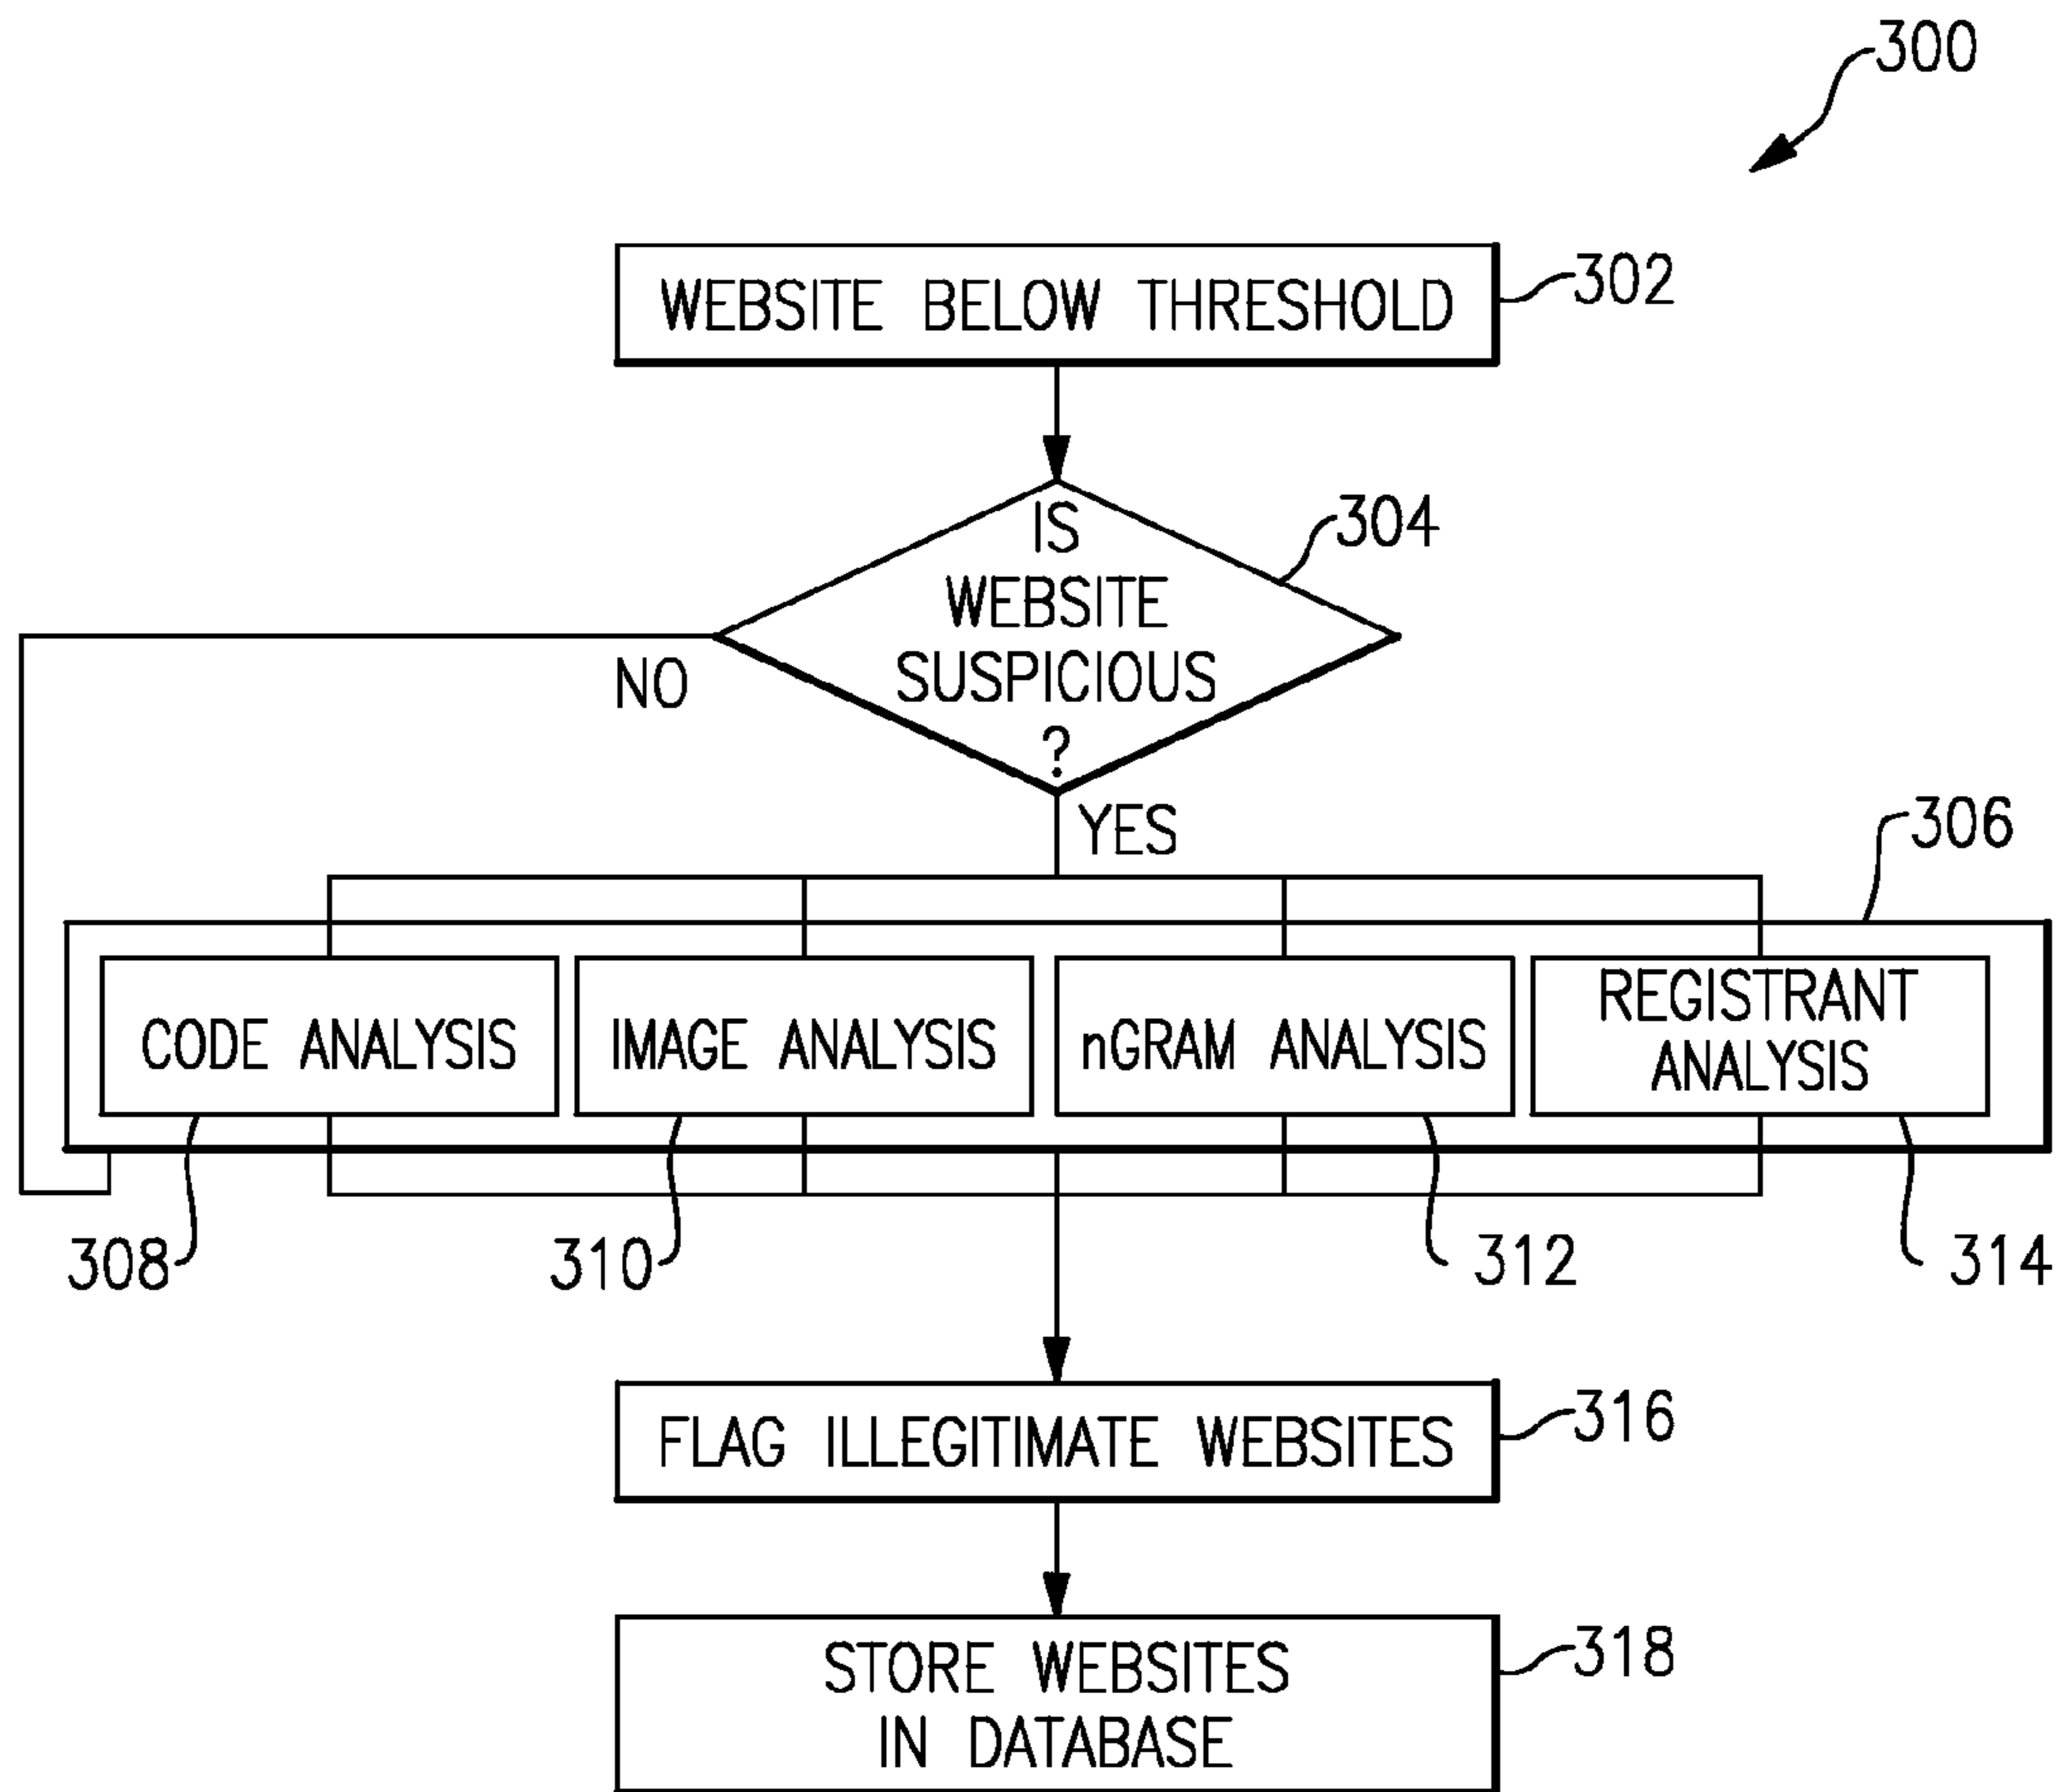 300
WEBSITE BELOW THRESHOLD
302
IS
WEBSITE
SUSPICIOUS
?
304
NO
YES
306
CODE ANALYSIS
IMAGE ANALYSIS
nGRAM ANALYSIS
REGISTRANT
ANALYSIS
308
310
312
314
FLAG ILLEGITIMATE WEBSITES
316
STORE WEBSITES
IN DATABASE
318